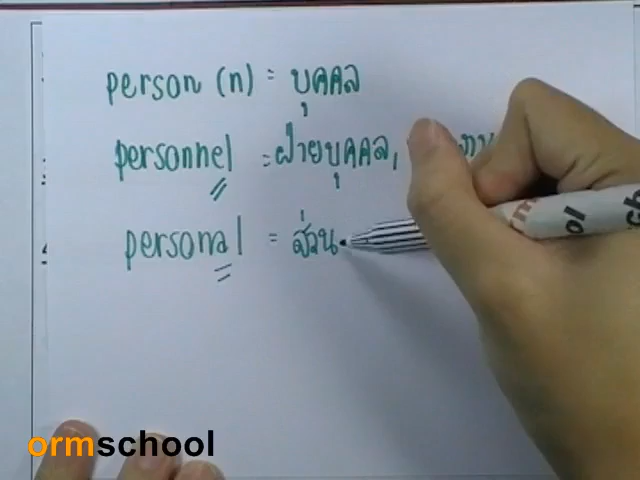 person (n) = บุคคล
personnel = ฝ่ายบุคคล,
personal = ส่วน
ormschool